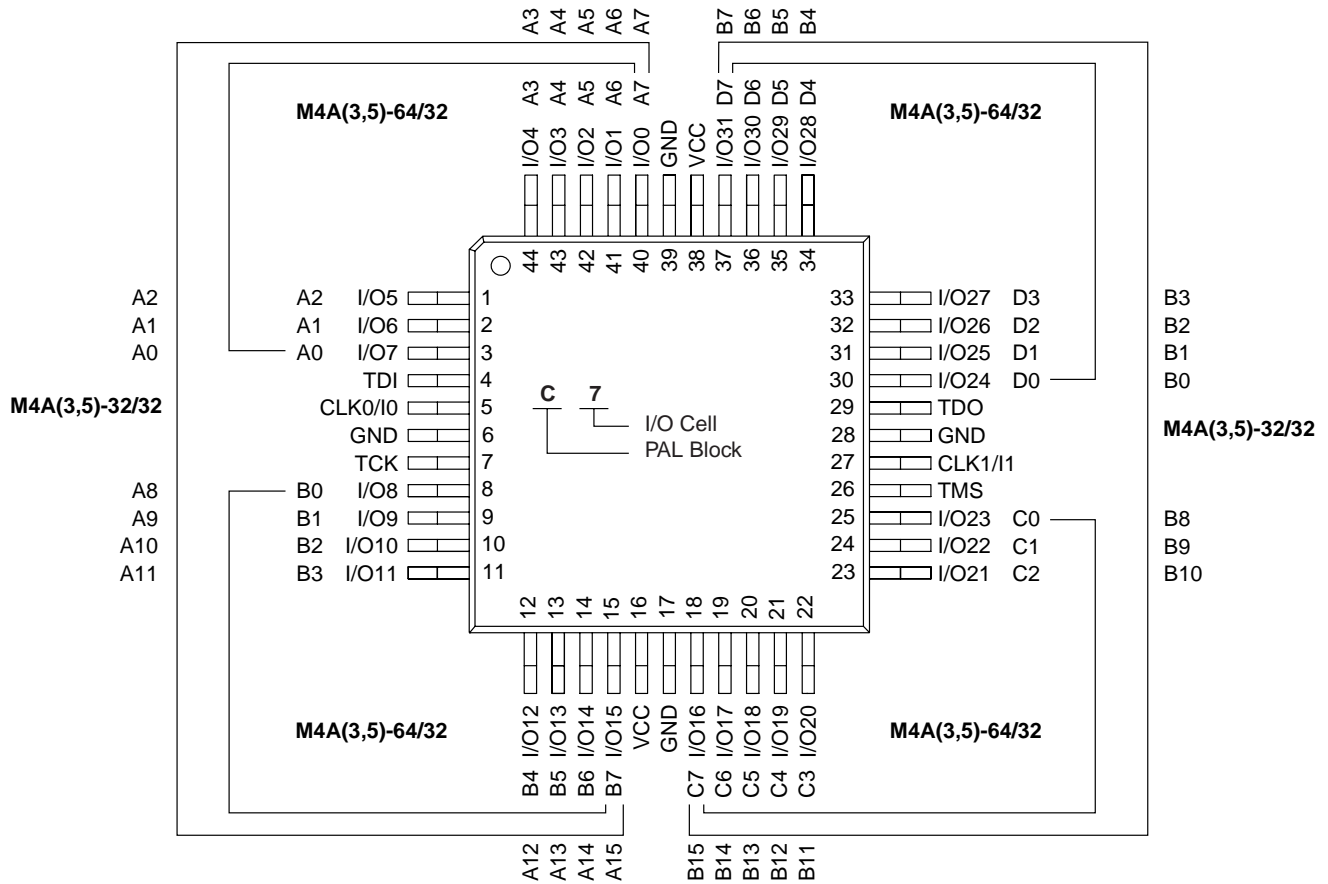 A3 A4 A5 A6 A7 B7 B6 B5 B4
A3 A4 A5 A6 A7 D7 D6 D5 D4
M4A(3,5)-64/32 M4A(3,5)-64/32
I/O4 I/O3 I/O2 I/O1 I/O0 GND VCC I/O31 I/O30 I/O29 I/O28
44 43 42 41 40 39 38 37 36 35 34
A2 A2 I/O5 1 33 I/O27 D3 B3
A1 A1 I/O6 2 32 I/O26 D2 B2
A0 A0 I/O7 3 31 I/O25 D1 B1
TDI 4 30 I/O24 D0 B0
M4A(3,5)-32/32 CLK0/I0 5 C 7 29 TDO
I/O Cell
GND 6 28 GND M4A(3,5)-32/32
PAL Block
TCK 7 27 CLK1/I1
A8 B0 I/O8 8 26 TMS
A9 B1 I/O9 9 25 I/O23 C0 B8
A10 B2 I/O10 10 24 I/O22 C1 B9
A11 B3 I/O11 11 23 I/O21 C2 B10
12 13 14 15 16 17 18 19 20 21 22
I/O12 I/O13 I/O14 I/O15 VCC GND I/O16 I/O17 I/O18 I/O19 I/O20
M4A(3,5)-64/32 M4A(3,5)-64/32
B4 B5 B6 B7 C7 C6 C5 C4 C3
A12 A13 A14 A15 B15 B14 B13 B12 B11